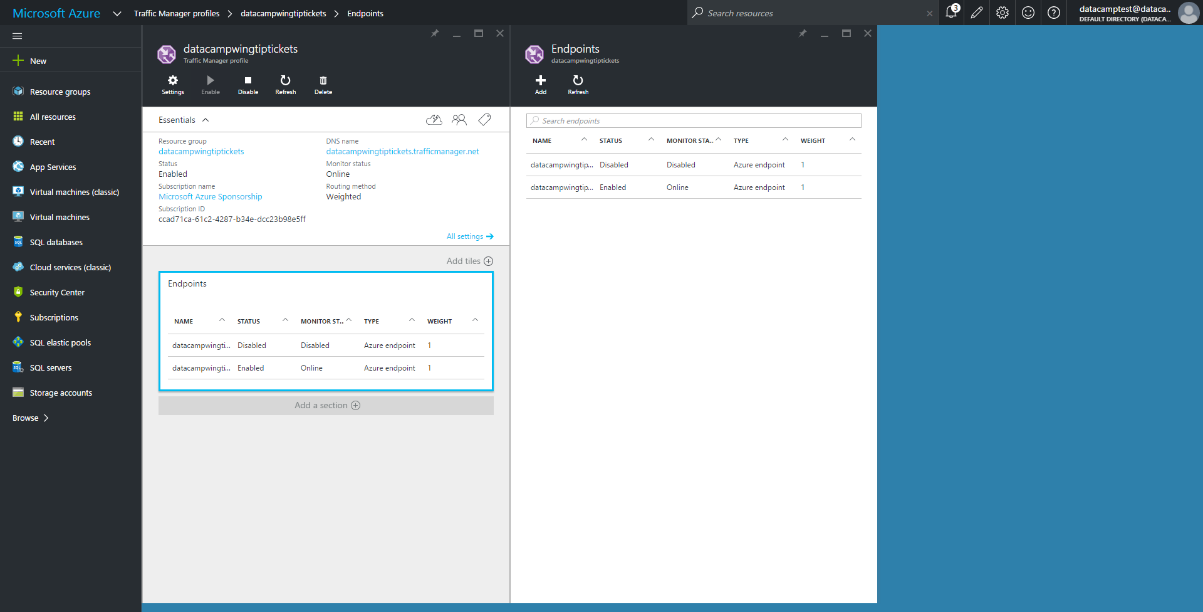 Microsoft Azure
Traffic Manager profiles > datacampwingtiptickets > Endpoints
Search resources
3
datacamptest@dataca...
DEFAULT DIRECTORY (DATACA...
New
Resource groups
All resources
Recent
App Services
Virtual machines (classic)
Virtual machines
SQL databases
Cloud services (classic)
Security Center
Subscriptions
SQL elastic pools
SQL servers
Storage accounts
Browse >
datacampwingtiptickets
Traffic Manager profile
Settings Enable Disable Refresh Delete
Essentials
Resource group
datacampwingtiptickets
Status
Enabled
Subscription name
Microsoft Azure Sponsorship
Subscription ID
ccad71ca-61c2-4287-b34e-dcc23b98e5ff
DNS name
datacampwingtiptickets.trafficmanager.net
Monitor status
Online
Routing method
Weighted
All settings →
Add tiles
Endpoints
NAME STATUS MONITOR ST... TYPE WEIGHT
datacampwingti... Disabled Disabled Azure endpoint 1
datacampwingti... Enabled Online Azure endpoint 1
Add a section
Endpoints
datacampwingtiptickets
Add Refresh
Search endpoints
NAME STATUS MONITOR STA... TYPE WEIGHT
datacampwingtip... Disabled Disabled Azure endpoint 1
datacampwingtip... Enabled Online Azure endpoint 1